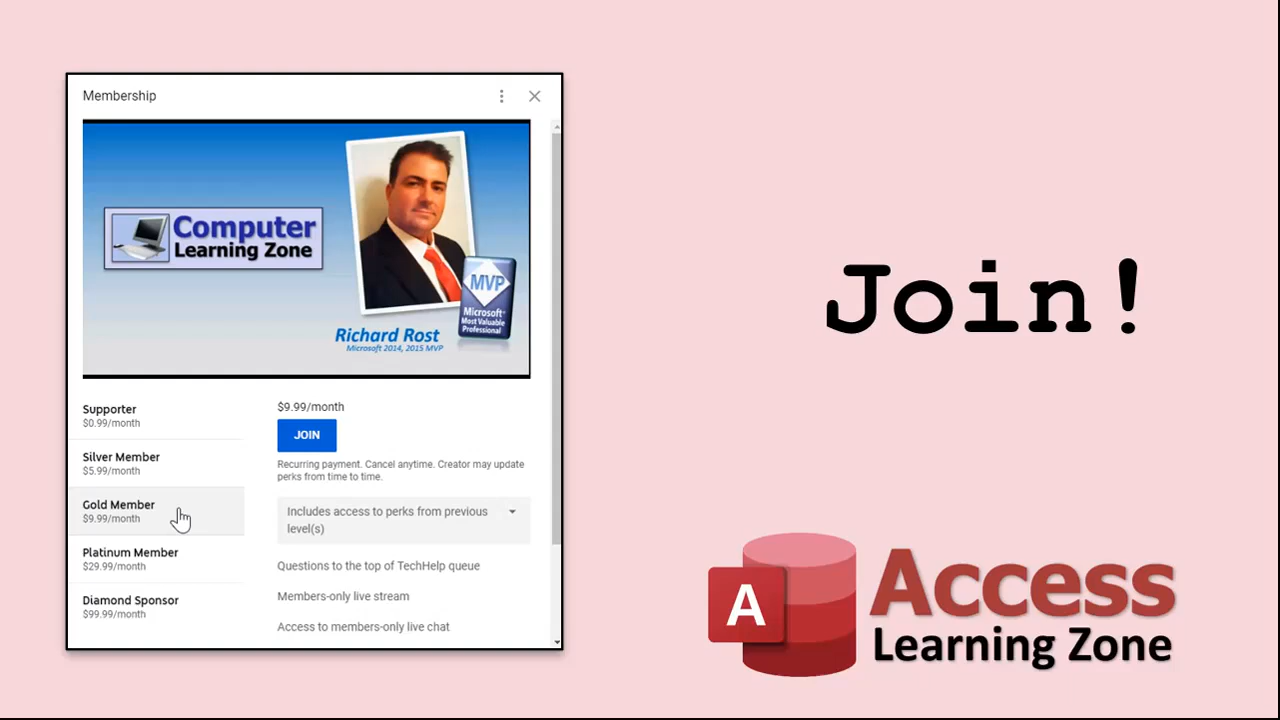 Membership
Computer
Learning Zone
MVP
Microsoft®
Most Valuable
Professional
Richard Rost
Microsoft 2014, 2015 MVP
Supporter
$0.99/month
Silver Member
$5.99/month
Gold Member
$9.99/month
Platinum Member
$29.99/month
Diamond Sponsor
$99.99/month
$9.99/month
JOIN
Recurring payment. Cancel anytime. Creator may update
perks from time to time.
Includes access to perks from previous
level(s)
Questions to the top of TechHelp queue
Members-only live stream
Access to members-only live chat
Join!
A
Access
Learning Zone